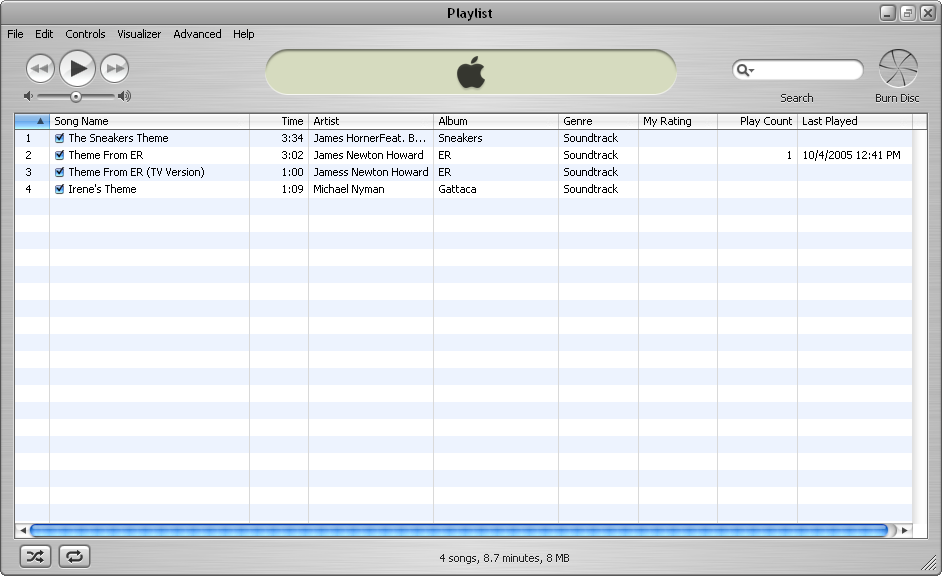 Playlist
File Edit Controls Visualizer Advanced Help
Search Burn Disc
Song Name Time Artist Album Genre My Rating Play Count Last Played
1 The Sneakers Theme 3:34 James HornerFeat. B... Sneakers Soundtrack
2 Theme From ER 3:02 James Newton Howard ER Soundtrack 1 10/4/2005 12:41 PM
3 Theme From ER (TV Version) 1:00 Jamess Newton Howard ER Soundtrack
4 Irene's Theme 1:09 Michael Nyman Gattaca Soundtrack
4 songs, 8.7 minutes, 8 MB